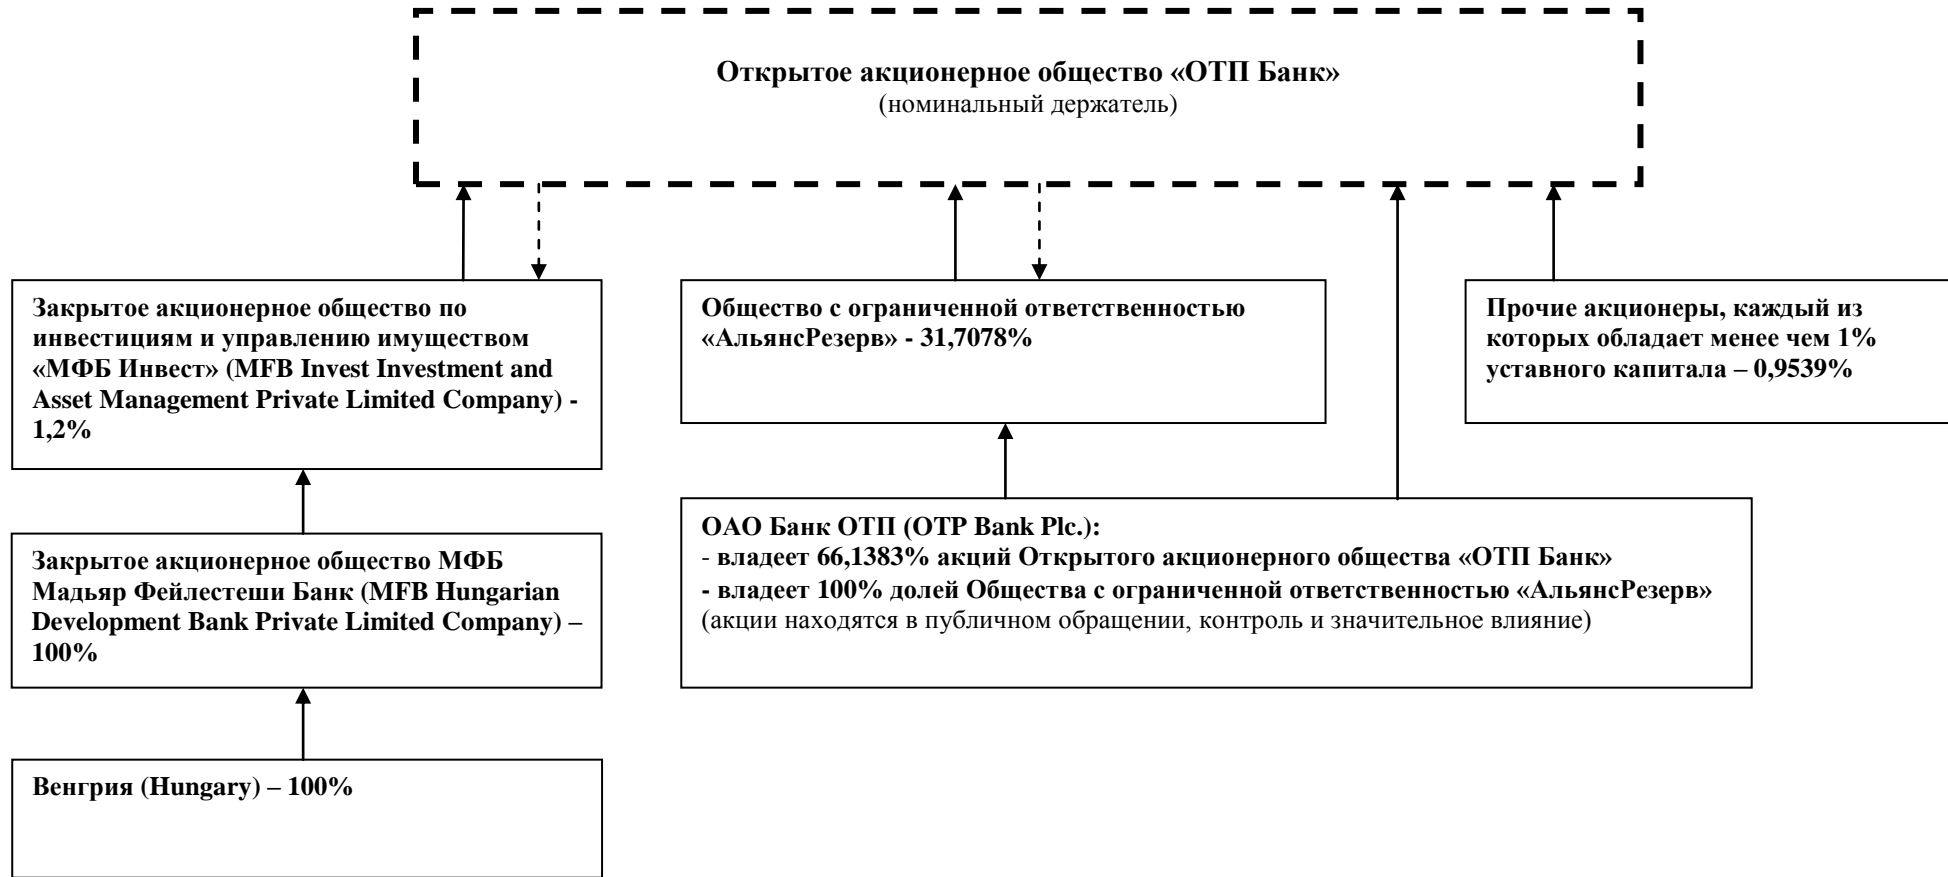 Открытое акционерное общество «ОТП Банк»
(номинальный держатель)
Закрытое акционерное общество по
инвестициям и управлению имуществом
«МФБ Инвест» (MFB Invest Investment and
Asset Management Private Limited Company) -
1,2%
Общество с ограниченной ответственностью
«АльянсРезерв» - 31,7078%
Прочие акционеры, каждый из
которых обладает менее чем 1%
уставного капитала – 0,9539%
Закрытое акционерное общество МФБ
Мадьяр Фейлестеши Банк (MFB Hungarian
Development Bank Private Limited Company) –
100%
ОАО Банк ОТП (OTP Bank Plc.):
- владеет 66,1383% акций Открытого акционерного общества «ОТП Банк»
- владеет 100% долей Общества с ограниченной ответственностью «АльянсРезерв»
(акции находятся в публичном обращении, контроль и значительное влияние)
Венгрия (Hungary) – 100%